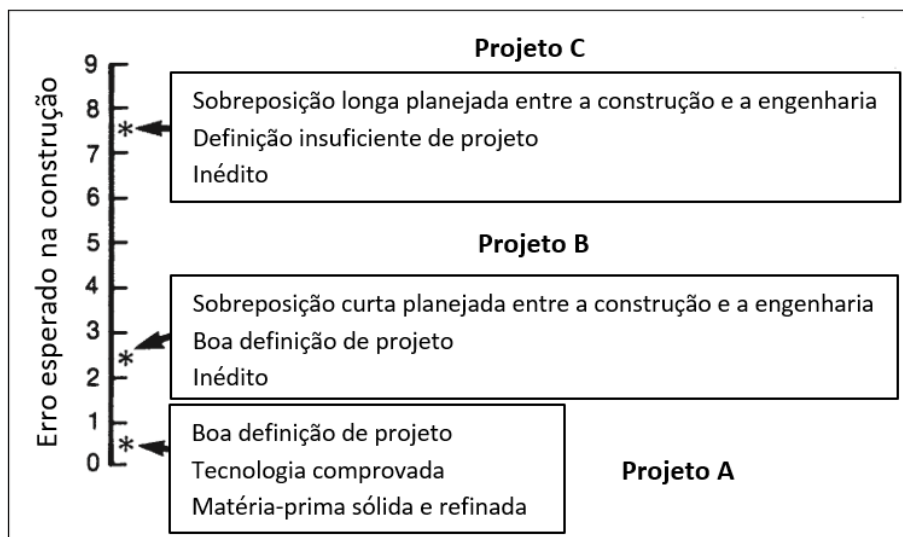 Projeto C
Erro esperado na construção
9
8
7
6
5
4
3
2
1
0
Sobreposição longa planejada entre a construção e a engenharia
Definição insuficiente de projeto
Inédito
Projeto B
Sobreposição curta planejada entre a construção e a engenharia
Boa definição de projeto
Inédito
Boa definição de projeto
Tecnologia comprovada
Matéria-prima sólida e refinada
Projeto A